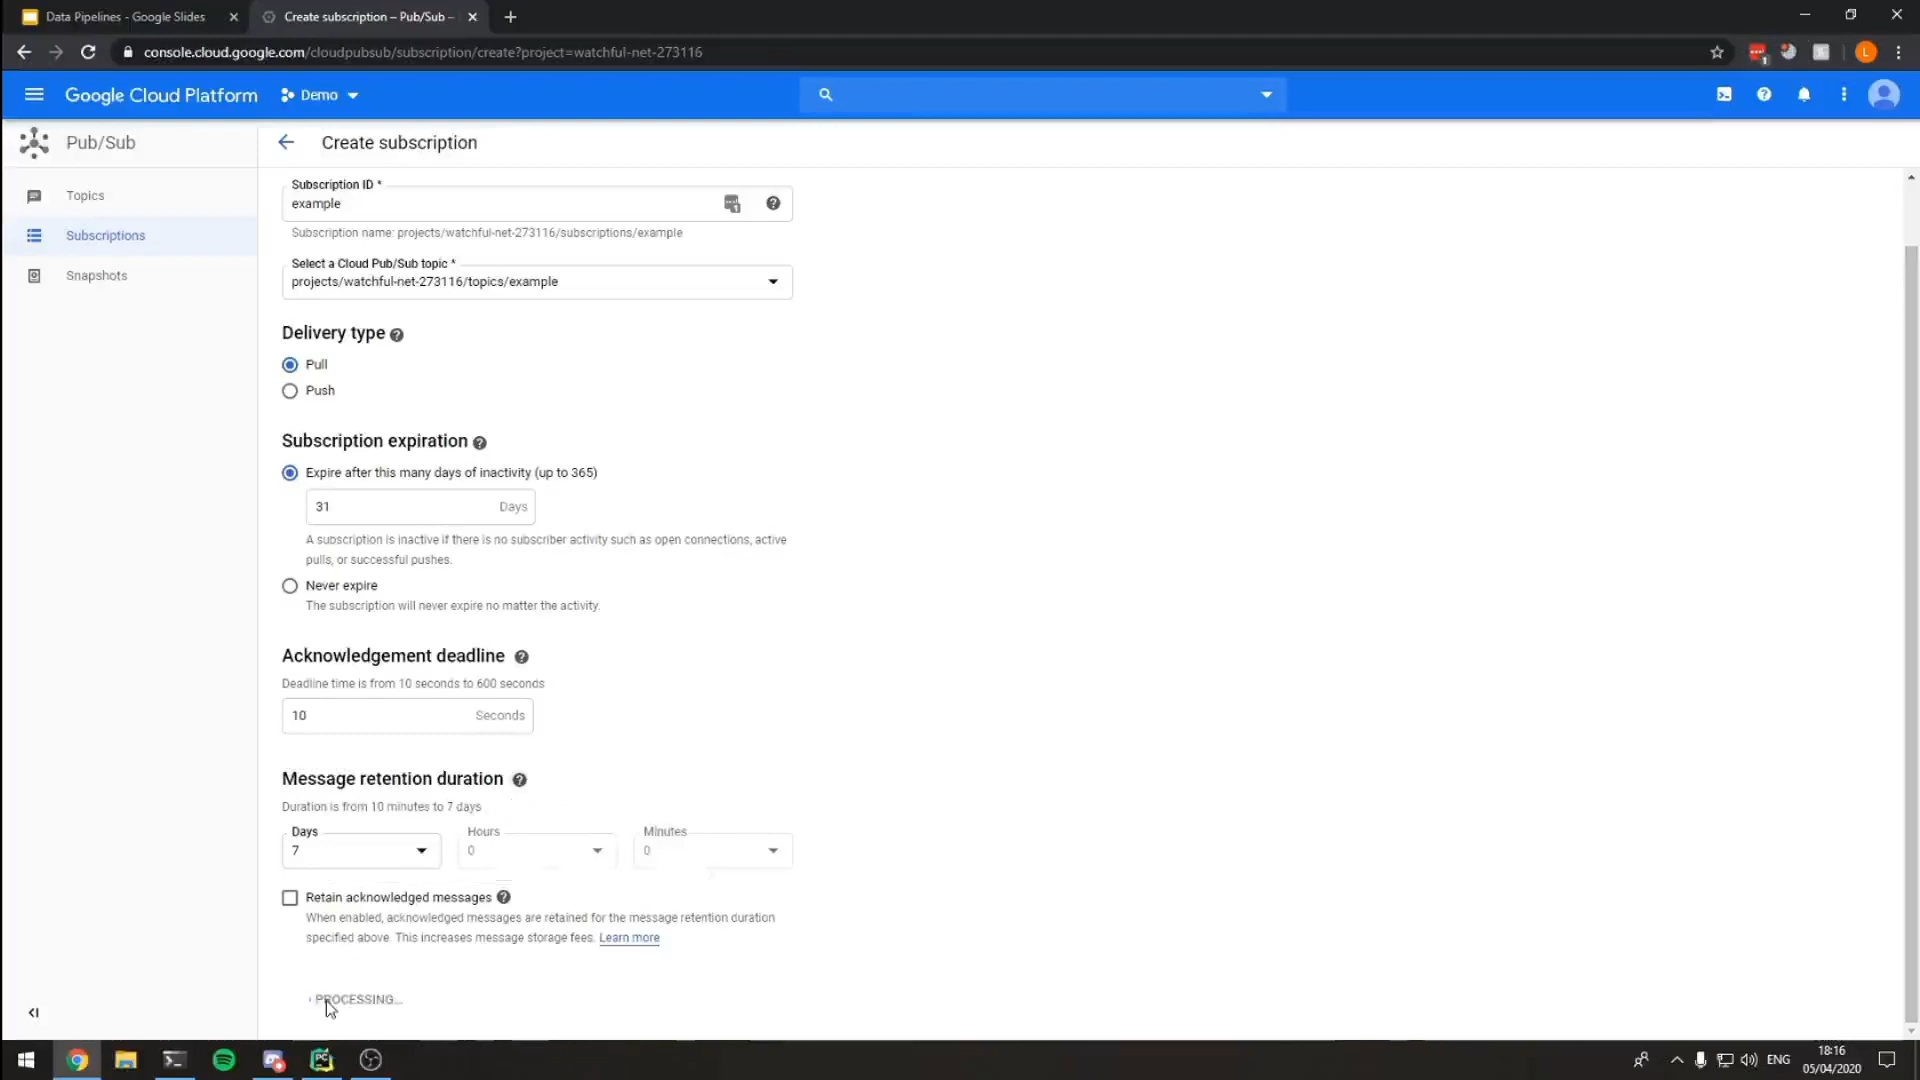 Data Pipelines - Google Slides
Create subscription – Pub/Sub –
console.cloud.google.com/cloudpubsub/subscription/create?project=watchful-net-273116
L
Google Cloud Platform
Demo
Pub/Sub
Create subscription
Topics
Subscriptions
Snapshots
Subscription ID *
example
Subscription name: projects/watchful-net-273116/subscriptions/example
Select a Cloud Pub/Sub topic *
projects/watchful-net-273116/topics/example
Delivery type
Pull
Push
Subscription expiration
Expire after this many days of inactivity (up to 365)
31 Days
A subscription is inactive if there is no subscriber activity such as open connections, active
pulls, or successful pushes.
Never expire
The subscription will never expire no matter the activity.
Acknowledgement deadline
Deadline time is from 10 seconds to 600 seconds
10 Seconds
Message retention duration
Duration is from 10 minutes to 7 days
Days Hours Minutes
7 0 0
Retain acknowledged messages
When enabled, acknowledged messages are retained for the message retention duration
specified above. This increases message storage fees. Learn more
PROCESSING...
ENG
18:16
05/04/2020